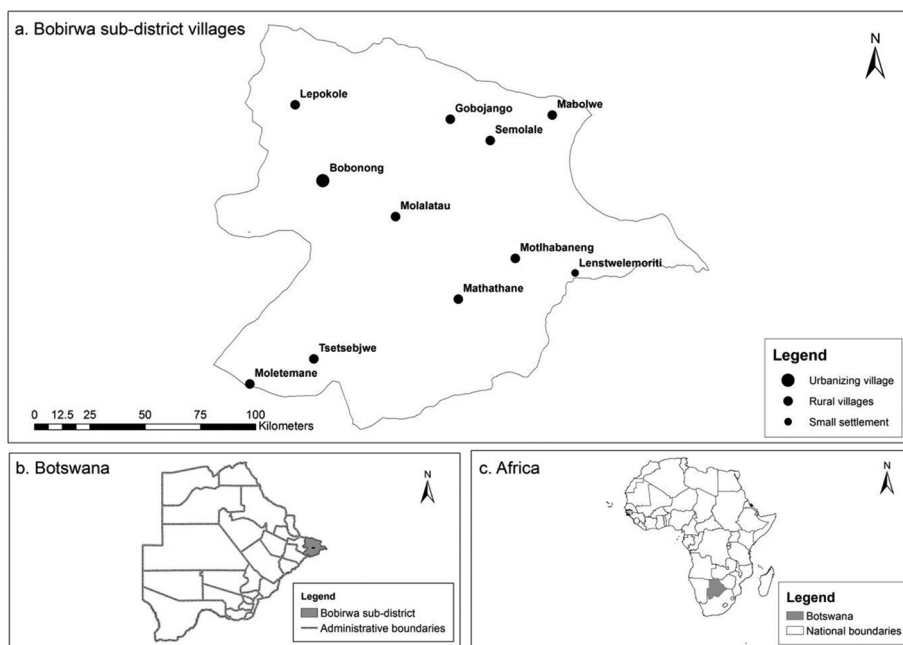 a. Bobirwa sub-district villages
N
Lepokole
Gobojango
Mabolwe
Semolale
Bobonong
Molalatau
Motlhabaneng
Lenstwelemoriti
Mathathane
Tsetsebjwe
Moletemane
0 12.5 25 50 75 100
Kilometers
Legend
Urbanizing village
Rural villages
Small settlement
b. Botswana
N
Legend
Bobirwa sub-district
Administrative boundaries
c. Africa
N
Legend
Botswana
National boundaries